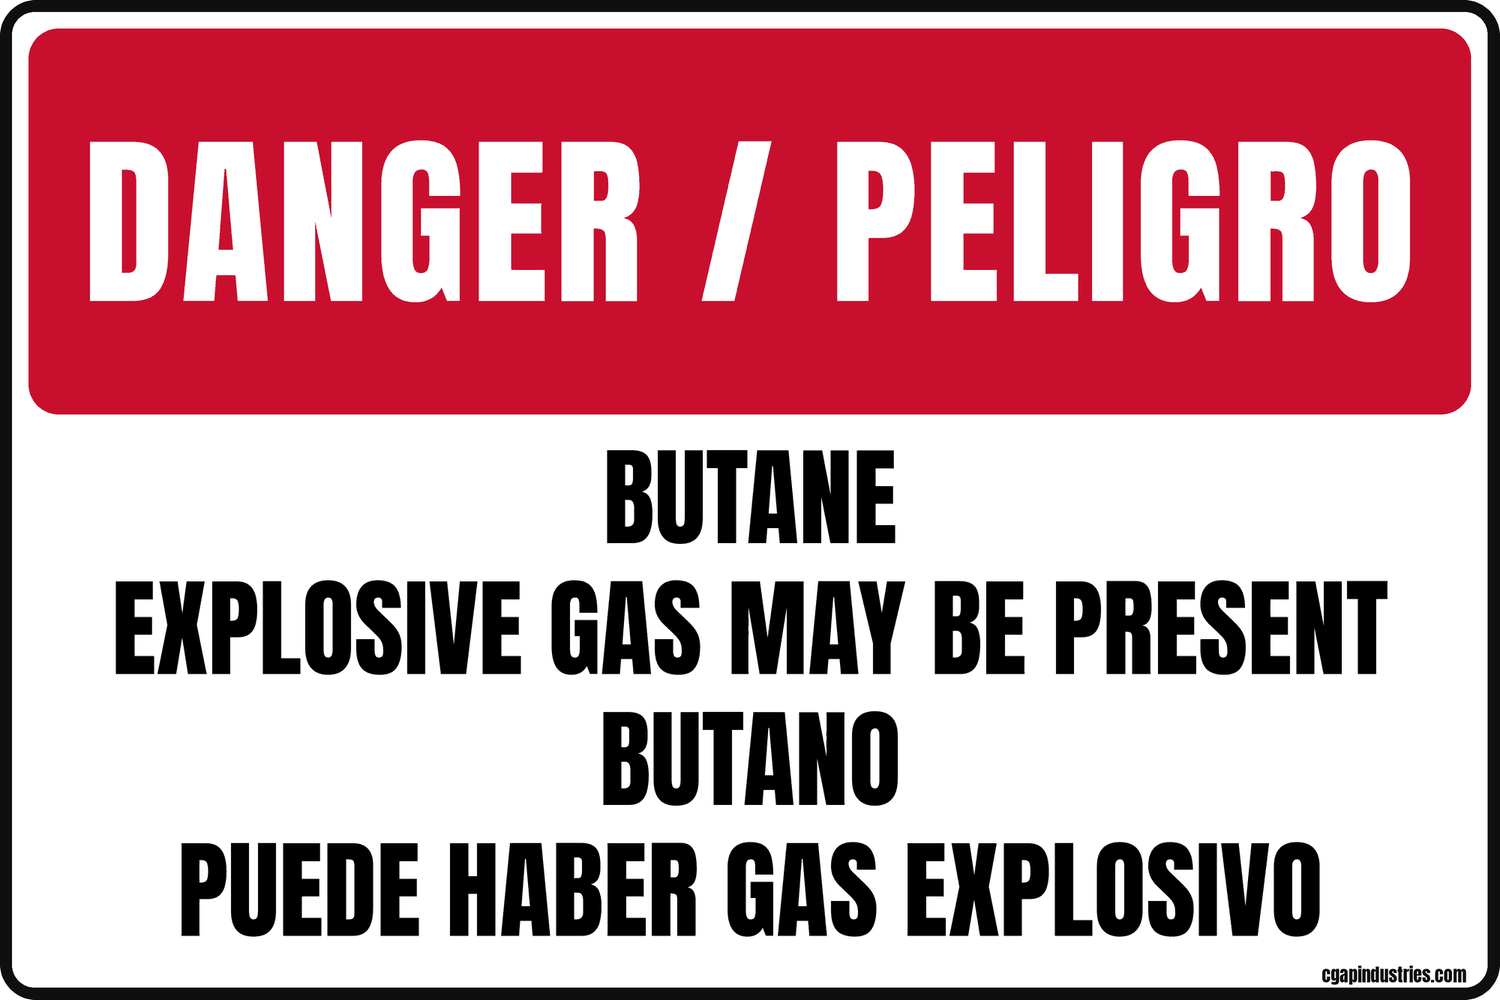 DANGER / PELIGRO
BUTANE
EXPLOSIVE GAS MAY BE PRESENT
BUTANO
PUEDE HABER GAS EXPLOSIVO
cgapindustries.com